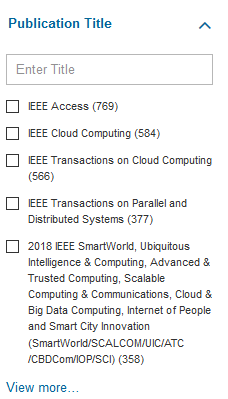 Publication Title
Enter Title
IEEE Access (769)
IEEE Cloud Computing (584)
IEEE Transactions on Cloud Computing
(566)
IEEE Transactions on Parallel and
Distributed Systems (377)
2018 IEEE SmartWorld, Ubiquitous
Intelligence & Computing, Advanced &
Trusted Computing, Scalable
Computing & Communications, Cloud &
Big Data Computing, Internet of People
and Smart City Innovation
(SmartWorld/SCALCOM/UIC/ATC
/CBDCom/IOP/SCI) (358)
View more...